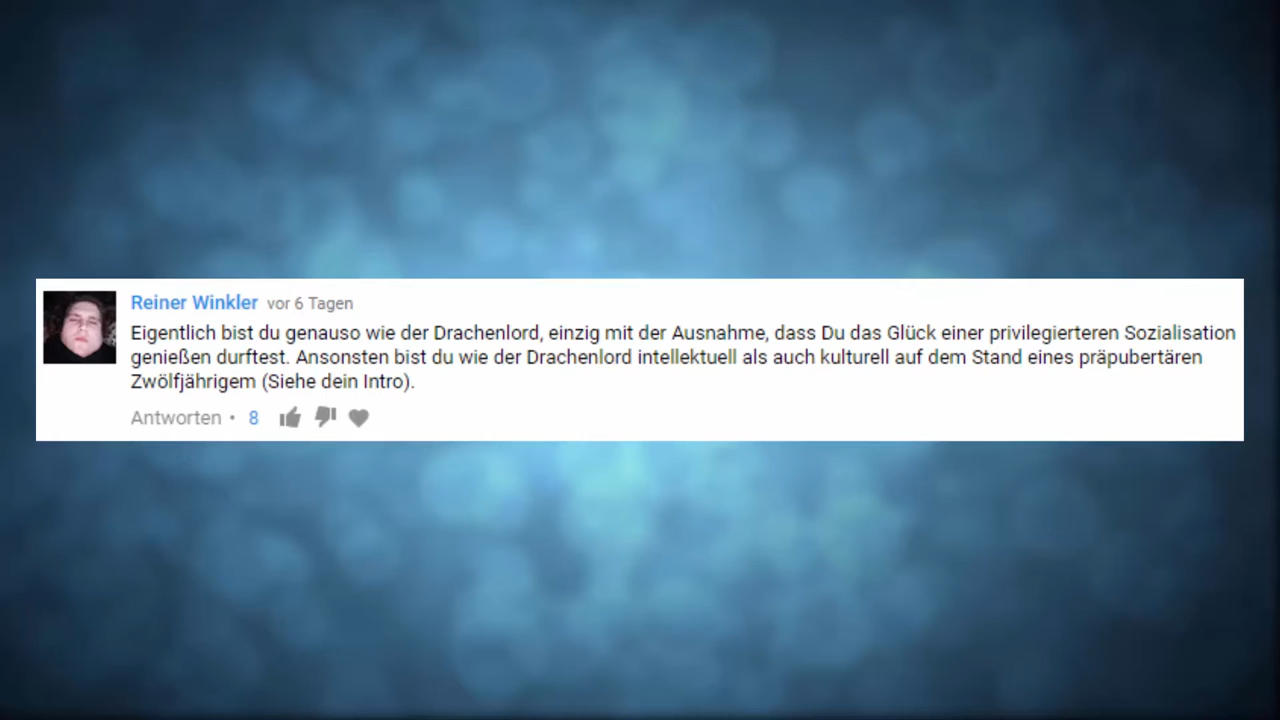 Reiner Winkler vor 6 Tagen
Eigentlich bist du genauso wie der Drachenlord, einzig mit der Ausnahme, dass Du das Glück einer privilegierteren Sozialisation
genießen durftest. Ansonsten bist du wie der Drachenlord intellektuell als auch kulturell auf dem Stand eines präpubertären
Zwölfjährigem (Siehe dein Intro).
Antworten • 8